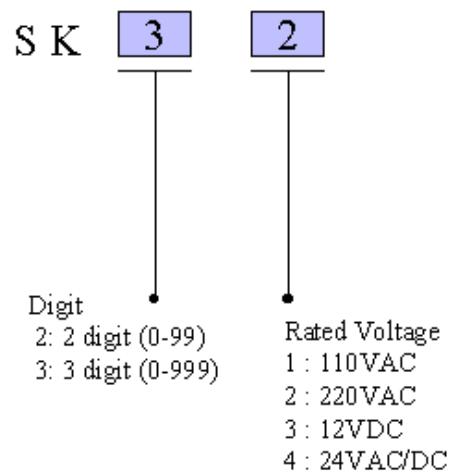 S K 3 2
Digit
2: 2 digit (0-99)
3: 3 digit (0-999)
Rated Voltage
1 : 110VAC
2 : 220VAC
3 : 12VDC
4 : 24VAC/DC